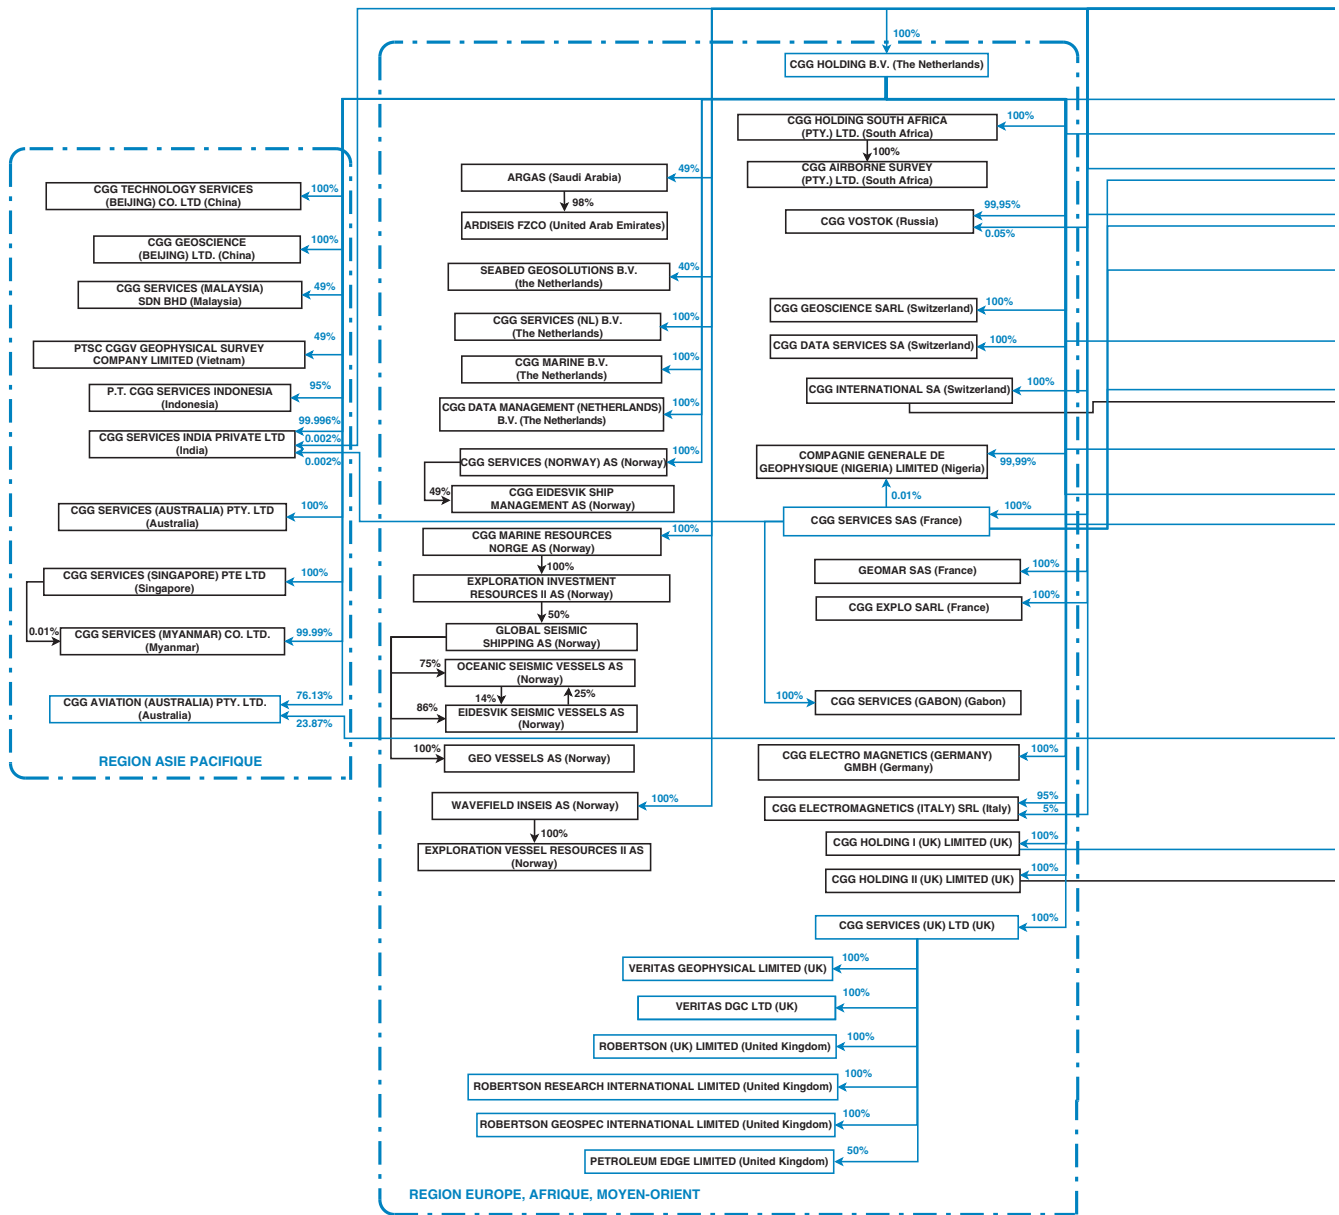 100%
CGG HOLDING B.V. (The Netherlands)
CGG TECHNOLOGY SERVICES
(BEIJING) CO. LTD (China)
100%
CGG GEOSCIENCE
(BEIJING) LTD. (China)
100%
CGG SERVICES (MALAYSIA)
SDN BHD (Malaysia)
49%
PTSC CGGV GEOPHYSICAL SURVEY
COMPANY LIMITED (Vietnam)
49%
P.T. CGG SERVICES INDONESIA
(Indonesia)
95%
CGG SERVICES INDIA PRIVATE LTD
(India)
99.996%
0.002%
0.002%
CGG SERVICES (AUSTRALIA) PTY. LTD
(Australia)
100%
CGG SERVICES (SINGAPORE) PTE LTD
(Singapore)
100%
0.01%
CGG SERVICES (MYANMAR) CO. LTD.
(Myanmar)
99.99%
CGG AVIATION (AUSTRALIA) PTY. LTD.
(Australia)
76.13%
23.87%
REGION ASIE PACIFIQUE
ARGAS (Saudi Arabia)
49%
98%
ARDISEIS FZCO (United Arab Emirates)
SEABED GEOSOLUTIONS B.V.
(the Netherlands)
40%
CGG SERVICES (NL) B.V.
(The Netherlands)
100%
CGG MARINE B.V.
(The Netherlands)
100%
CGG DATA MANAGEMENT (NETHERLANDS)
B.V. (The Netherlands)
100%
CGG SERVICES (NORWAY) AS (Norway)
100%
49%
CGG EIDESVIK SHIP
MANAGEMENT AS (Norway)
CGG MARINE RESOURCES
NORGE AS (Norway)
100%
100%
EXPLORATION INVESTMENT
RESOURCES II AS (Norway)
50%
GLOBAL SEISMIC
SHIPPING AS (Norway)
75%
OCEANIC SEISMIC VESSELS AS
(Norway)
14%
25%
86%
EIDESVIK SEISMIC VESSELS AS
(Norway)
100%
GEO VESSELS AS (Norway)
WAVEFIELD INSEIS AS (Norway)
100%
100%
EXPLORATION VESSEL RESOURCES II AS
(Norway)
CGG HOLDING SOUTH AFRICA
(PTY.) LTD. (South Africa)
100%
100%
CGG AIRBORNE SURVEY
(PTY.) LTD. (South Africa)
CGG VOSTOK (Russia)
99,95%
0.05%
CGG GEOSCIENCE SARL (Switzerland)
100%
CGG DATA SERVICES SA (Switzerland)
100%
CGG INTERNATIONAL SA (Switzerland)
100%
COMPAGNIE GENERALE DE
GEOPHYSIQUE (NIGERIA) LIMITED (Nigeria)
99,99%
0.01%
CGG SERVICES SAS (France)
100%
GEOMAR SAS (France)
100%
CGG EXPLO SARL (France)
100%
100%
CGG SERVICES (GABON) (Gabon)
CGG ELECTRO MAGNETICS (GERMANY)
GMBH (Germany)
100%
CGG ELECTROMAGNETICS (ITALY) SRL (Italy)
95%
5%
CGG HOLDING I (UK) LIMITED (UK)
100%
CGG HOLDING II (UK) LIMITED (UK)
100%
CGG SERVICES (UK) LTD (UK)
100%
VERITAS GEOPHYSICAL LIMITED (UK)
100%
VERITAS DGC LTD (UK)
100%
ROBERTSON (UK) LIMITED (United Kingdom)
100%
ROBERTSON RESEARCH INTERNATIONAL LIMITED (United Kingdom)
100%
ROBERTSON GEOSPEC INTERNATIONAL LIMITED (United Kingdom)
100%
PETROLEUM EDGE LIMITED (United Kingdom)
50%
REGION EUROPE, AFRIQUE, MOYEN-ORIENT